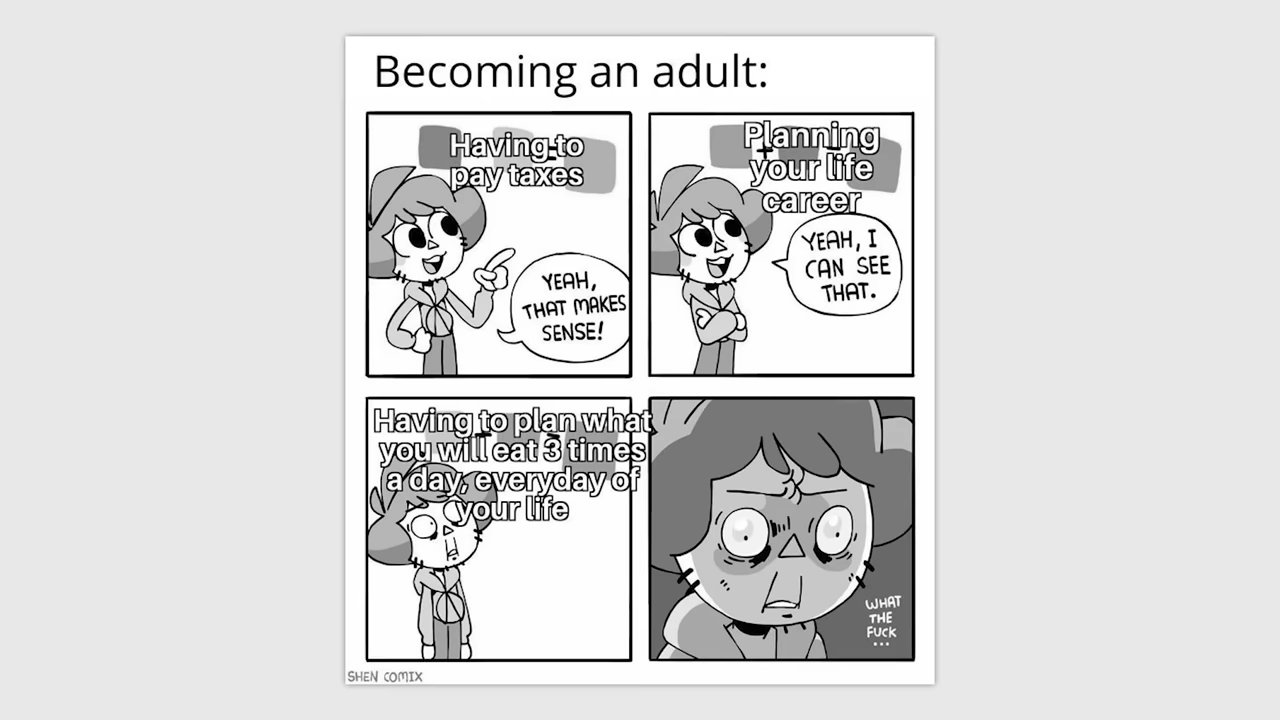 Becoming an adult:
Having to
pay taxes
YEAH,
THAT MAKES
SENSE!
Planning
your life
career
YEAH, I
CAN SEE
THAT.
Having to plan what
you will eat 3 times
a day, everyday of
your life
WHAT
THE
FUCK
...
SHEN COMIX